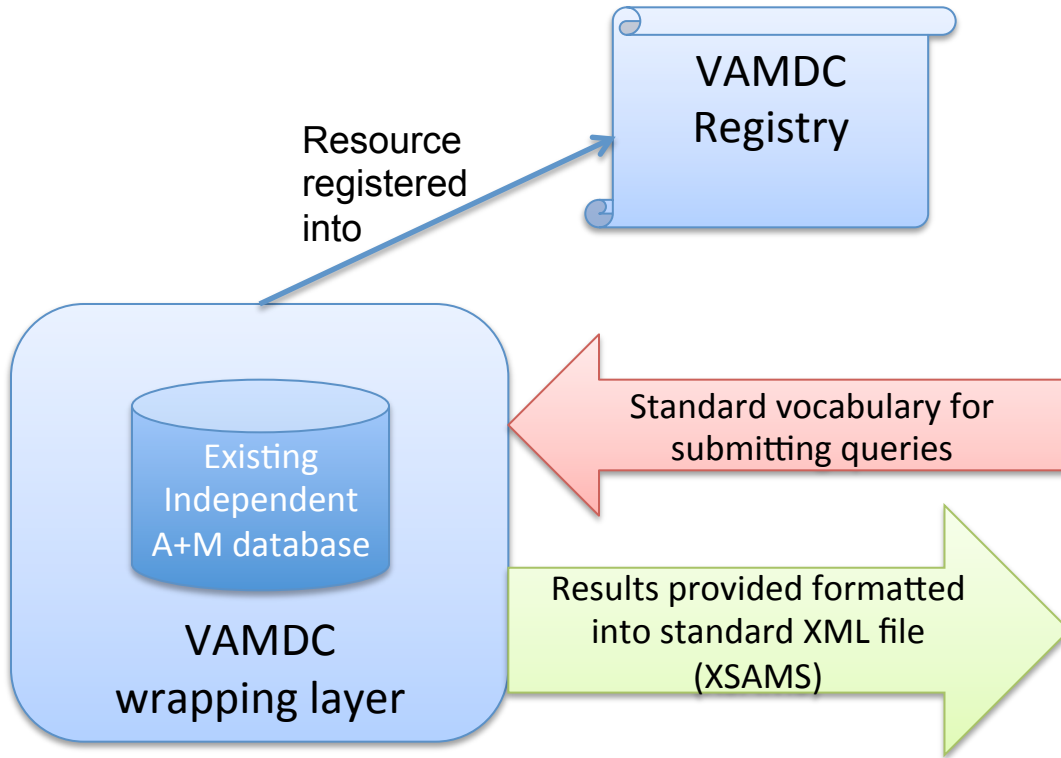 VAMDC
Registry
Resource
registered
into
Standard vocabulary for
submitting queries
Existing
Independent
A+M database
Results provided formatted
into standard XML file
(XSAMS)
VAMDC
wrapping layer